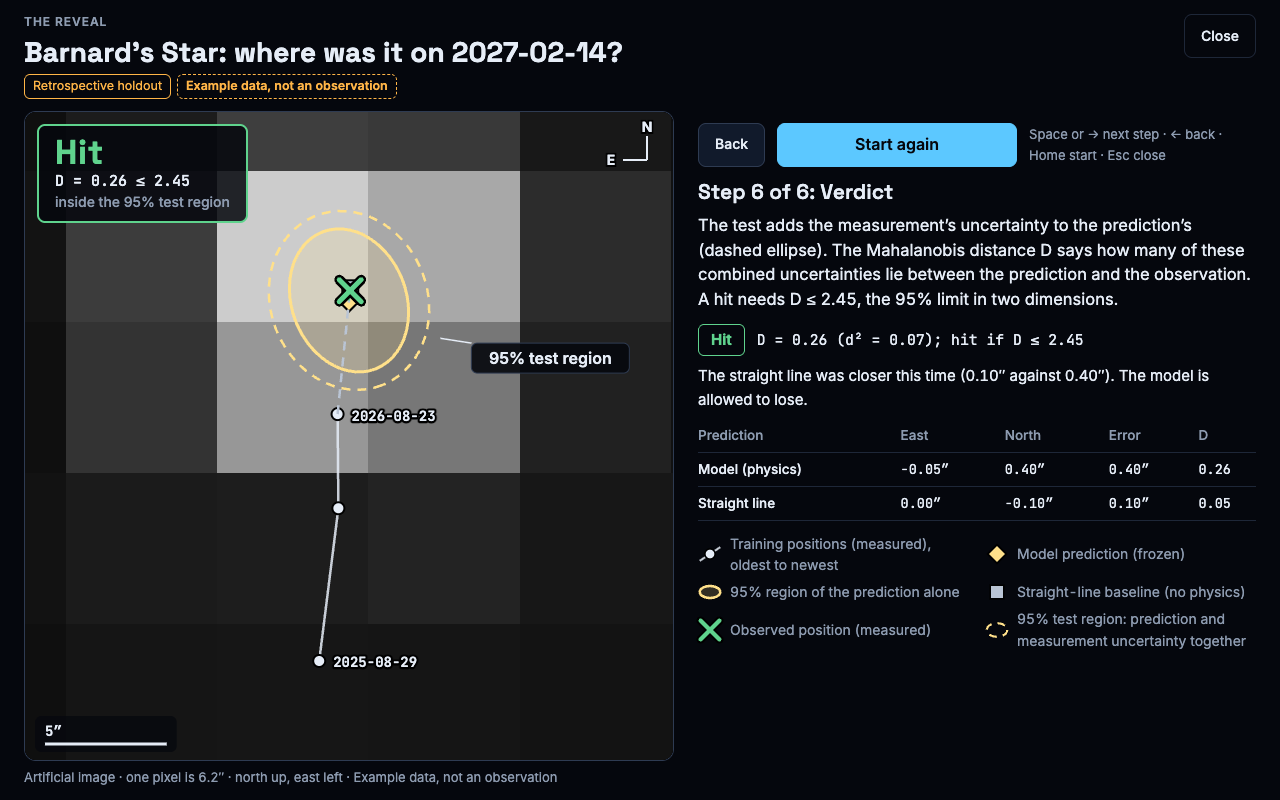 THE REVEAL
Barnard's Star: where was it on 2027-02-14?
Retrospective holdout
Example data, not an observation
Close
Hit
D = 0.26 ≤ 2.45
inside the 95% test region
N
E
95% test region
2026-08-23
2025-08-29
5″
Artificial image · one pixel is 6.2″ · north up, east left · Example data, not an observation
Back
Start again
Space or → next step · ← back ·
Home start · Esc close
Step 6 of 6: Verdict
The test adds the measurement's uncertainty to the prediction's
(dashed ellipse). The Mahalanobis distance D says how many of these
combined uncertainties lie between the prediction and the observation.
A hit needs D ≤ 2.45, the 95% limit in two dimensions.
Hit D = 0.26 (d² = 0.07); hit if D ≤ 2.45
The straight line was closer this time (0.10″ against 0.40″). The model is
allowed to lose.
Prediction East North Error D
Model (physics) -0.05″ 0.40″ 0.40″ 0.26
Straight line 0.00″ -0.10″ 0.10″ 0.05
Training positions (measured),
oldest to newest
Model prediction (frozen)
95% region of the prediction alone
Straight-line baseline (no physics)
Observed position (measured)
95% test region: prediction and
measurement uncertainty together